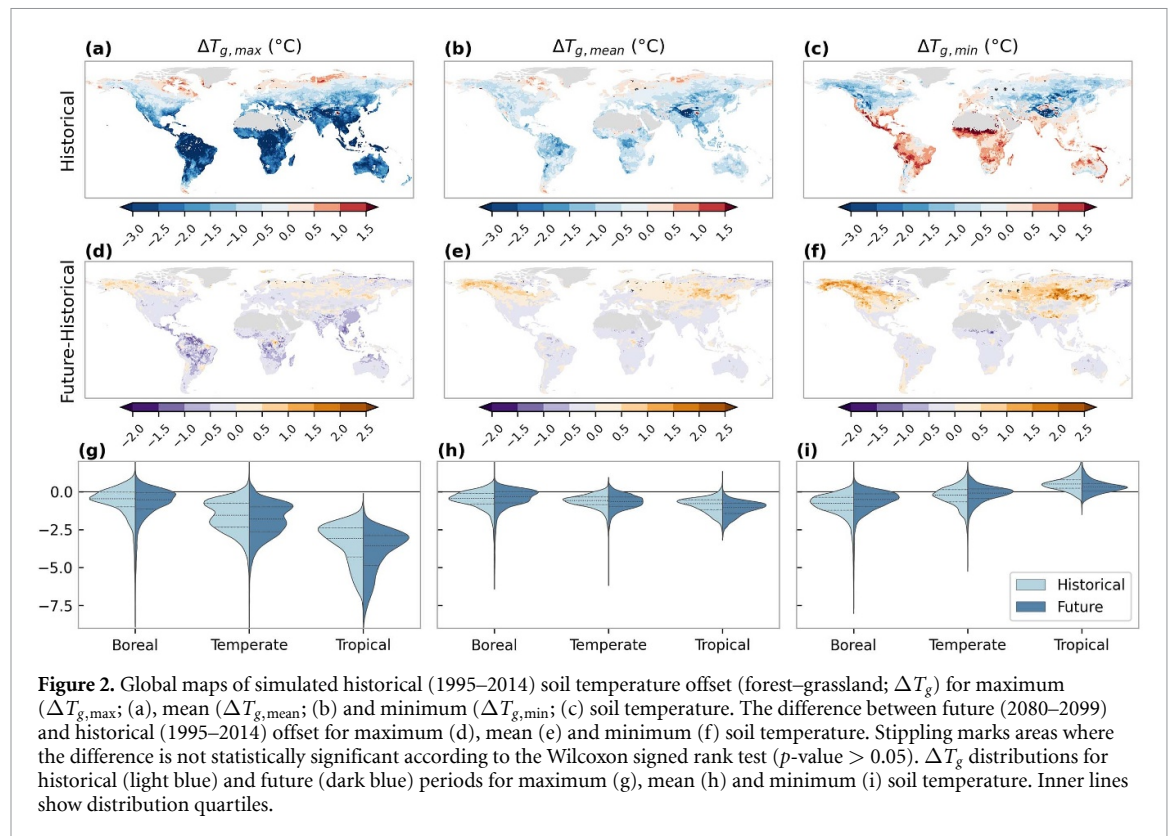 (a) ΔT_g,max (°C)
(b) ΔT_g,mean (°C)
(c) ΔT_g,min (°C)
Historical
−3.0 −2.5 −2.0 −1.5 −1.0 −0.5 0.0 0.5 1.0 1.5
−3.0 −2.5 −2.0 −1.5 −1.0 −0.5 0.0 0.5 1.0 1.5
−3.0 −2.5 −2.0 −1.5 −1.0 −0.5 0.0 0.5 1.0 1.5
(d)
(e)
(f)
Future-Historical
−2.0 −1.5 −1.0 −0.5 0.0 0.5 1.0 1.5 2.0 2.5
−2.0 −1.5 −1.0 −0.5 0.0 0.5 1.0 1.5 2.0 2.5
−2.0 −1.5 −1.0 −0.5 0.0 0.5 1.0 1.5 2.0 2.5
(g)
(h)
(i)
0.0
−2.5
−5.0
−7.5
Historical
Future
Boreal Temperate Tropical
Boreal Temperate Tropical
Boreal Temperate Tropical
Figure 2. Global maps of simulated historical (1995–2014) soil temperature offset (forest–grassland; ΔT_g) for maximum
(ΔT_g,max; (a), mean (ΔT_g,mean; (b) and minimum (ΔT_g,min; (c) soil temperature. The difference between future (2080–2099)
and historical (1995–2014) offset for maximum (d), mean (e) and minimum (f) soil temperature. Stippling marks areas where
the difference is not statistically significant according to the Wilcoxon signed rank test (p-value > 0.05). ΔT_g distributions for
historical (light blue) and future (dark blue) periods for maximum (g), mean (h) and minimum (i) soil temperature. Inner lines
show distribution quartiles.